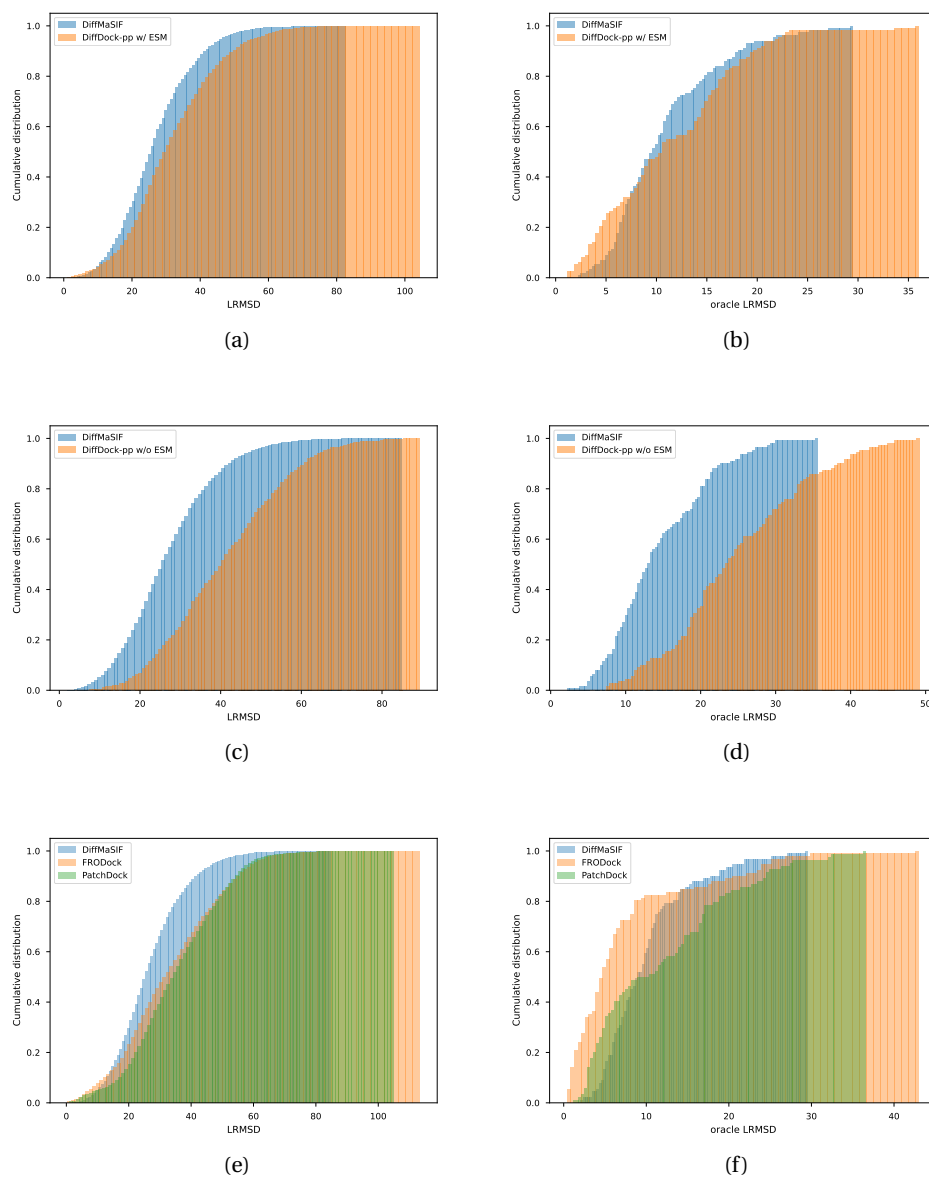 DiffMaSIF
DiffDock-pp w/ ESM
1.0
0.8
0.6
0.4
0.2
0.0
Cumulative distribution
0 20 40 60 80 100
LRMSD
(a)
DiffMaSIF
DiffDock-pp w/ ESM
1.0
0.8
0.6
0.4
0.2
0.0
Cumulative distribution
0 5 10 15 20 25 30 35
oracle LRMSD
(b)
DiffMaSIF
DiffDock-pp w/o ESM
1.0
0.8
0.6
0.4
0.2
0.0
Cumulative distribution
0 20 40 60 80
LRMSD
(c)
DiffMaSIF
DiffDock-pp w/o ESM
1.0
0.8
0.6
0.4
0.2
0.0
Cumulative distribution
0 10 20 30 40 50
oracle LRMSD
(d)
DiffMaSIF
FRODock
PatchDock
1.0
0.8
0.6
0.4
0.2
0.0
Cumulative distribution
0 20 40 60 80 100
LRMSD
(e)
DiffMaSIF
FRODock
PatchDock
1.0
0.8
0.6
0.4
0.2
0.0
Cumulative distribution
0 10 20 30 40
oracle LRMSD
(f)